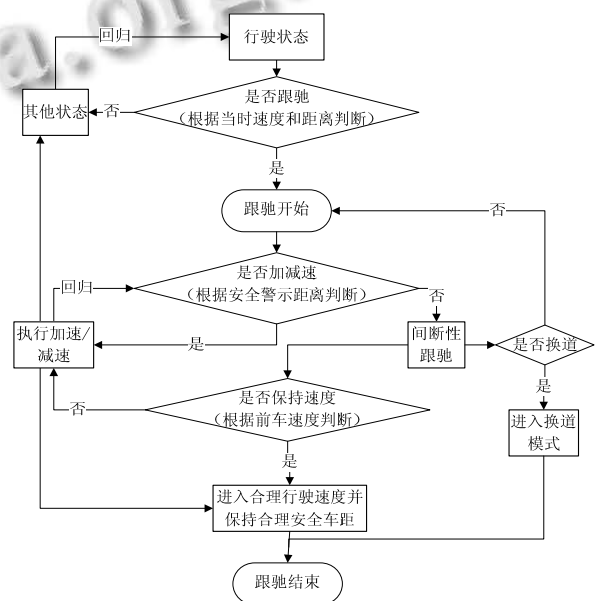 a.or
回归
行驶状态
其他状态
否
是否跟驰
（根据当时速度和距离判断）
是
跟驰开始
否
回归
是否加减速
（根据安全警示距离判断）
否
执行加速/
减速
是
间断性
跟驰
是否换道
是否保持速度
（根据前车速度判断）
否
是
进入换道
模式
是
进入合理行驶速度并
保持合理安全车距
跟驰结束